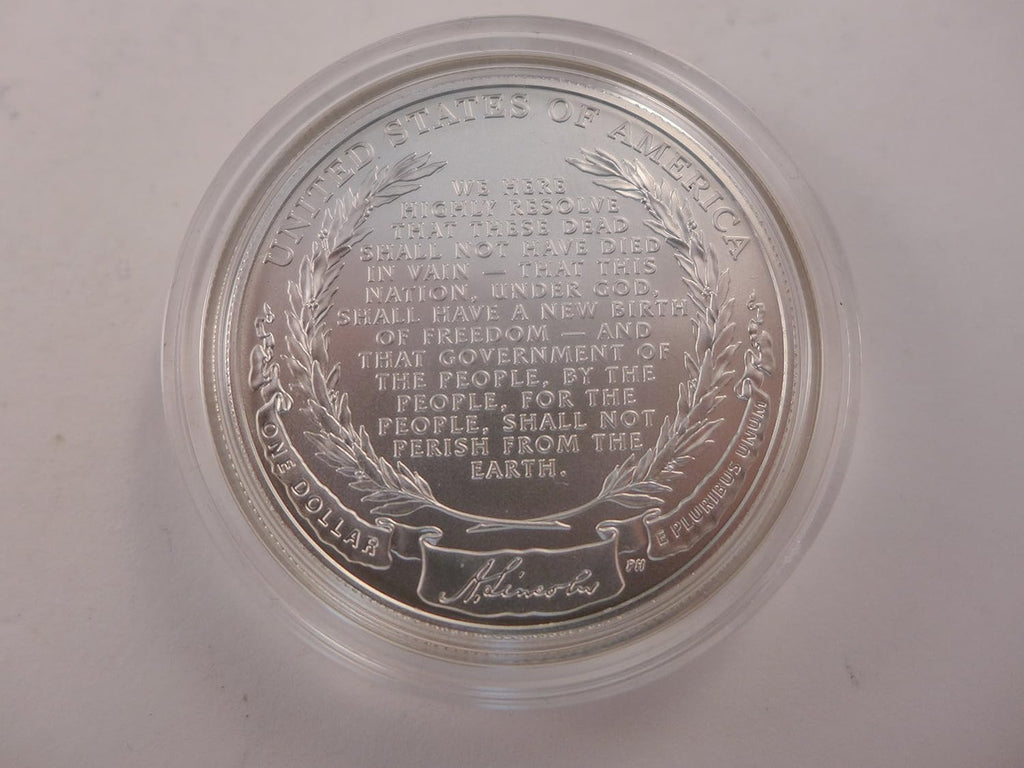 UNITED STATES OF AMERICA
WE HERE
HIGHLY RESOLVE
THAT THESE DEAD
SHALL NOT HAVE DIED
IN VAIN — THAT THIS
NATION, UNDER GOD,
SHALL HAVE A NEW BIRTH
OF FREEDOM — AND
THAT GOVERNMENT OF
THE PEOPLE, BY THE
PEOPLE, FOR THE
PEOPLE, SHALL NOT
PERISH FROM THE
EARTH.
ONE DOLLAR
A. Lincoln
PH
E PLURIBUS UNUM